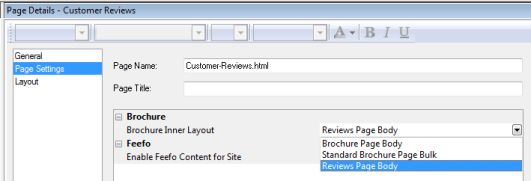 Page Details - Customer Reviews
A B I U
General
Page Settings
Layout
Page Name: Customer-Reviews.html
Page Title:
Brochure
Brochure Inner Layout Reviews Page Body
Feefo Brochure Page Body
Enable Feefo Content for Site Standard Brochure Page Bulk
Reviews Page Body